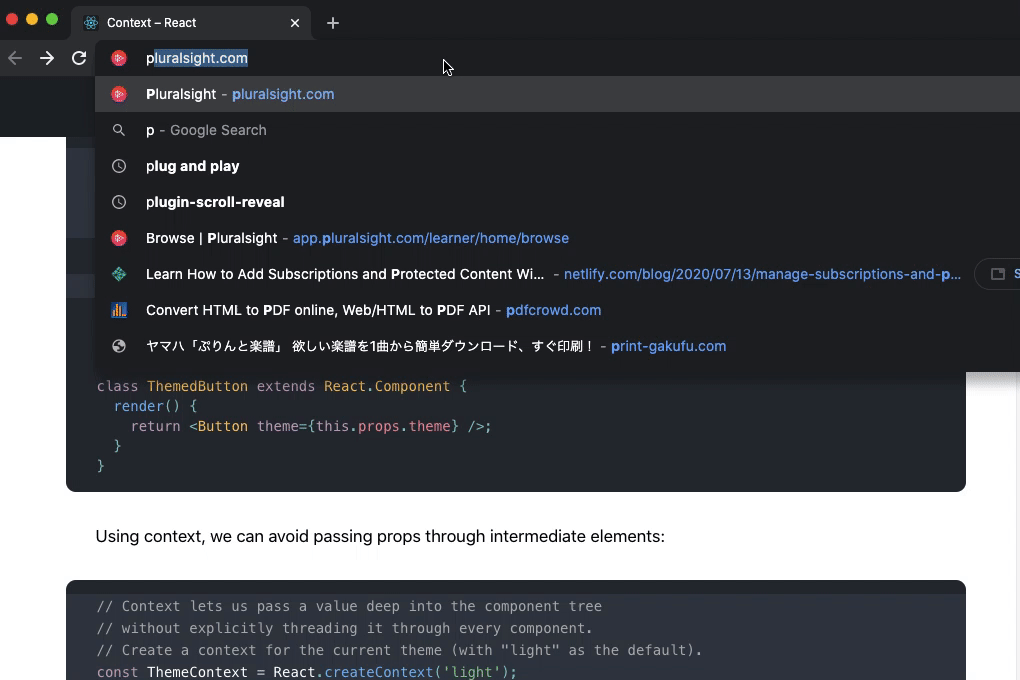 Context – React
pluralsight.com
Pluralsight - pluralsight.com
p - Google Search
plug and play
plugin-scroll-reveal
Browse | Pluralsight - app.pluralsight.com/learner/home/browse
Learn How to Add Subscriptions and Protected Content Wi... - netlify.com/blog/2020/07/13/manage-subscriptions-and-p...
Convert HTML to PDF online, Web/HTML to PDF API - pdfcrowd.com
ヤマハ「ぷりんと楽譜」 欲しい楽譜を1曲から簡単ダウンロード、すぐ印刷！ - print-gakufu.com
class ThemedButton extends React.Component {
render() {
return <Button theme={this.props.theme} />;
}
}
Using context, we can avoid passing props through intermediate elements:
// Context lets us pass a value deep into the component tree
// without explicitly threading it through every component.
// Create a context for the current theme (with "light" as the default).
const ThemeContext = React.createContext('light');